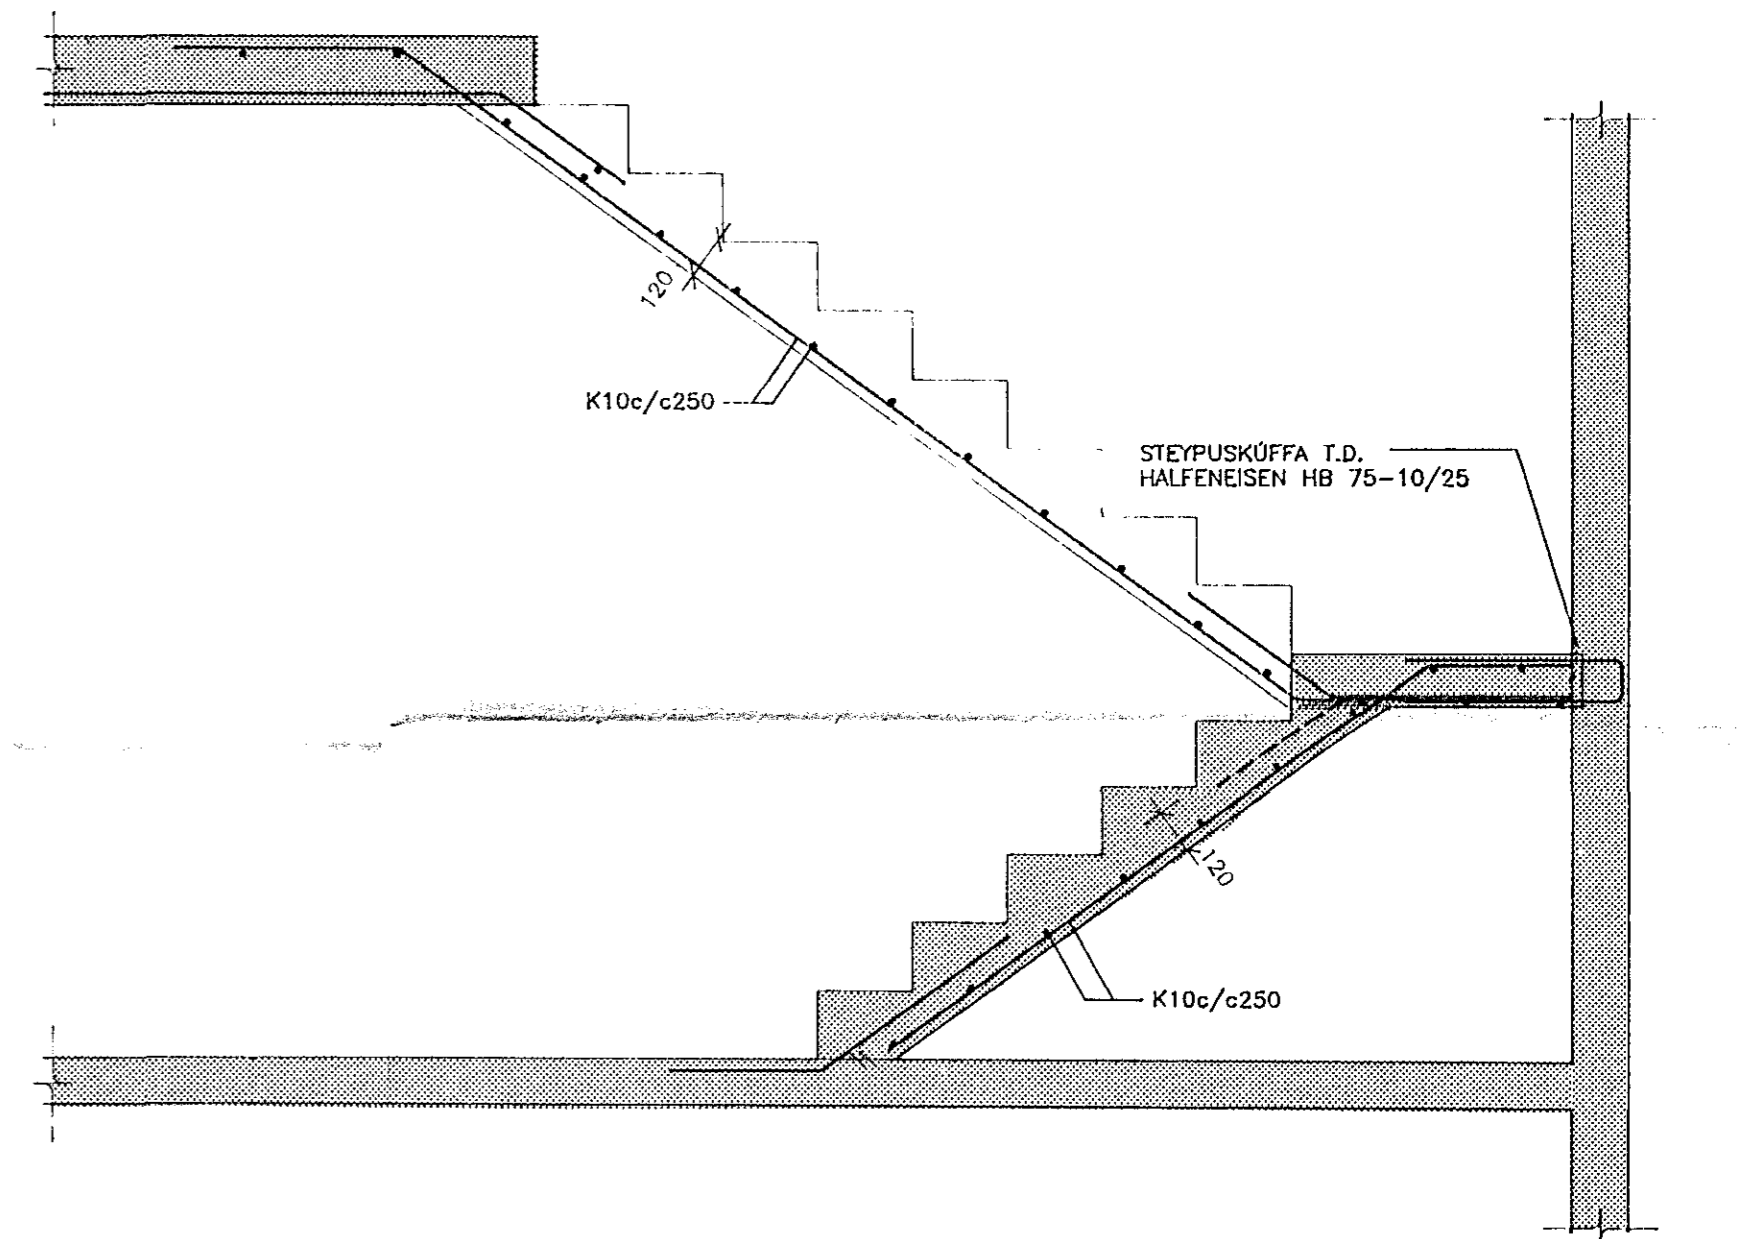 120
K10c/c250
STEYPUSKÚFFA T.D.
HALFENEISEN HB 75-10/25
120
K10c/c250